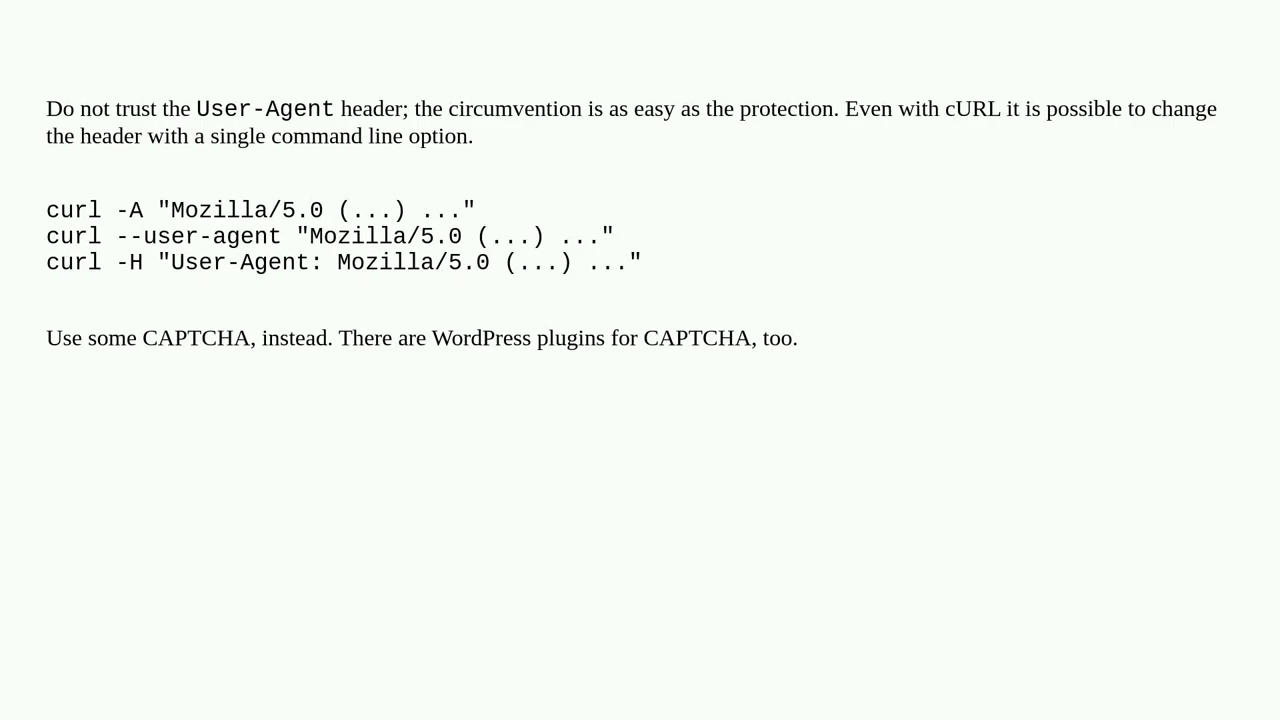 Do not trust the User-Agent header; the circumvention is as easy as the protection. Even with cURL it is possible to change
the header with a single command line option.
curl -A "Mozilla/5.0 (...) ..."
curl --user-agent "Mozilla/5.0 (...) ..."
curl -H "User-Agent: Mozilla/5.0 (...) ..."
Use some CAPTCHA, instead. There are WordPress plugins for CAPTCHA, too.